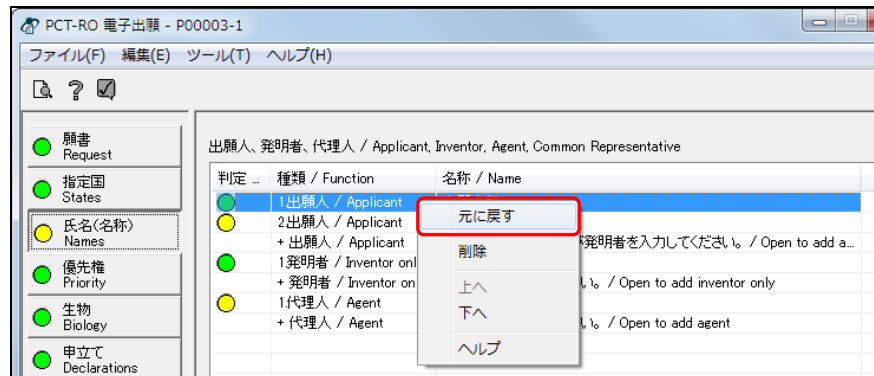 PCT-RO 電子出願 - P00003-1
ファイル(F) 編集(E) ツール(T) ヘルプ(H)
願書
Request
指定国
States
氏名(名称)
Names
優先権
Priority
生物
Biology
申立て
Declarations
出願人、発明者、代理人 / Applicant, Inventor, Agent, Common Representative
判定 ... 種類 / Function 名称 / Name
1出願人 / Applicant
2出願人 / Applicant
+ 出願人 / Applicant 発明者を入力してください。 / Open to add a...
1発明者 / Inventor onl
+ 発明者 / Inventor on い。 / Open to add inventor only
1代理人 / Agent
+ 代理人 / Agent い。 / Open to add agent
元に戻す
削除
上へ
下へ
ヘルプ